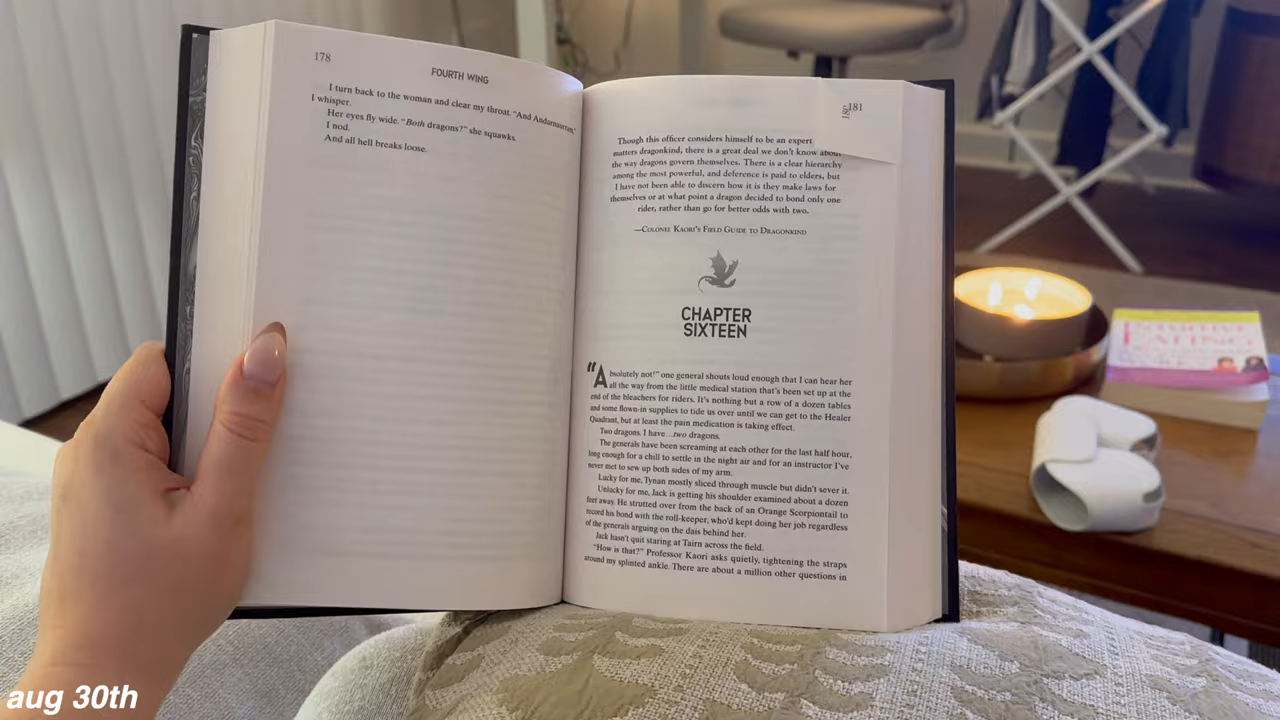 178
FOURTH WING
I turn back to the woman and clear my throat. “And Andarnaurram,”
I whisper.
Her eyes fly wide. “Both dragons?” she squawks.
I nod.
And all hell breaks loose.
181
181
Though this officer considers himself to be an expert
matters dragonkind, there is a great deal we don’t know about
the way dragons govern themselves. There is a clear hierarchy
among the most powerful, and deference is paid to elders, but
I have not been able to discern how it is they make laws for
themselves or at what point a dragon decided to bond only one
rider, rather than go for better odds with two.
—Colonel Kaori’s Field Guide to Dragonkind
CHAPTER
SIXTEEN
“Absolutely not!” one general shouts loud enough that I can hear her
all the way from the little medical station that’s been set up at the
end of the bleachers for riders. It’s nothing but a row of a dozen tables
and some flown-in supplies to tide us over until we can get to the Healer
Quadrant, but at least the pain medication is taking effect.
Two dragons. I have…two dragons.
The generals have been screaming at each other for the last half hour,
long enough for a chill to settle in the night air and for an instructor I’ve
never met to sew up both sides of my arm.
Lucky for me, Tynan mostly sliced through muscle but didn’t sever it.
Unlucky for me, Jack is getting his shoulder examined about a dozen
feet away. He strutted over from the back of an Orange Scorpiontail to
record his bond with the roll-keeper, who’d kept doing her job regardless
of the generals arguing on the dais behind her.
Jack hasn’t quit staring at Tairn across the field.
“How is that?” Professor Kaori asks quietly, tightening the straps
around my splinted ankle. There are about a million other questions in
INTUITIVE
EATING
aug 30th